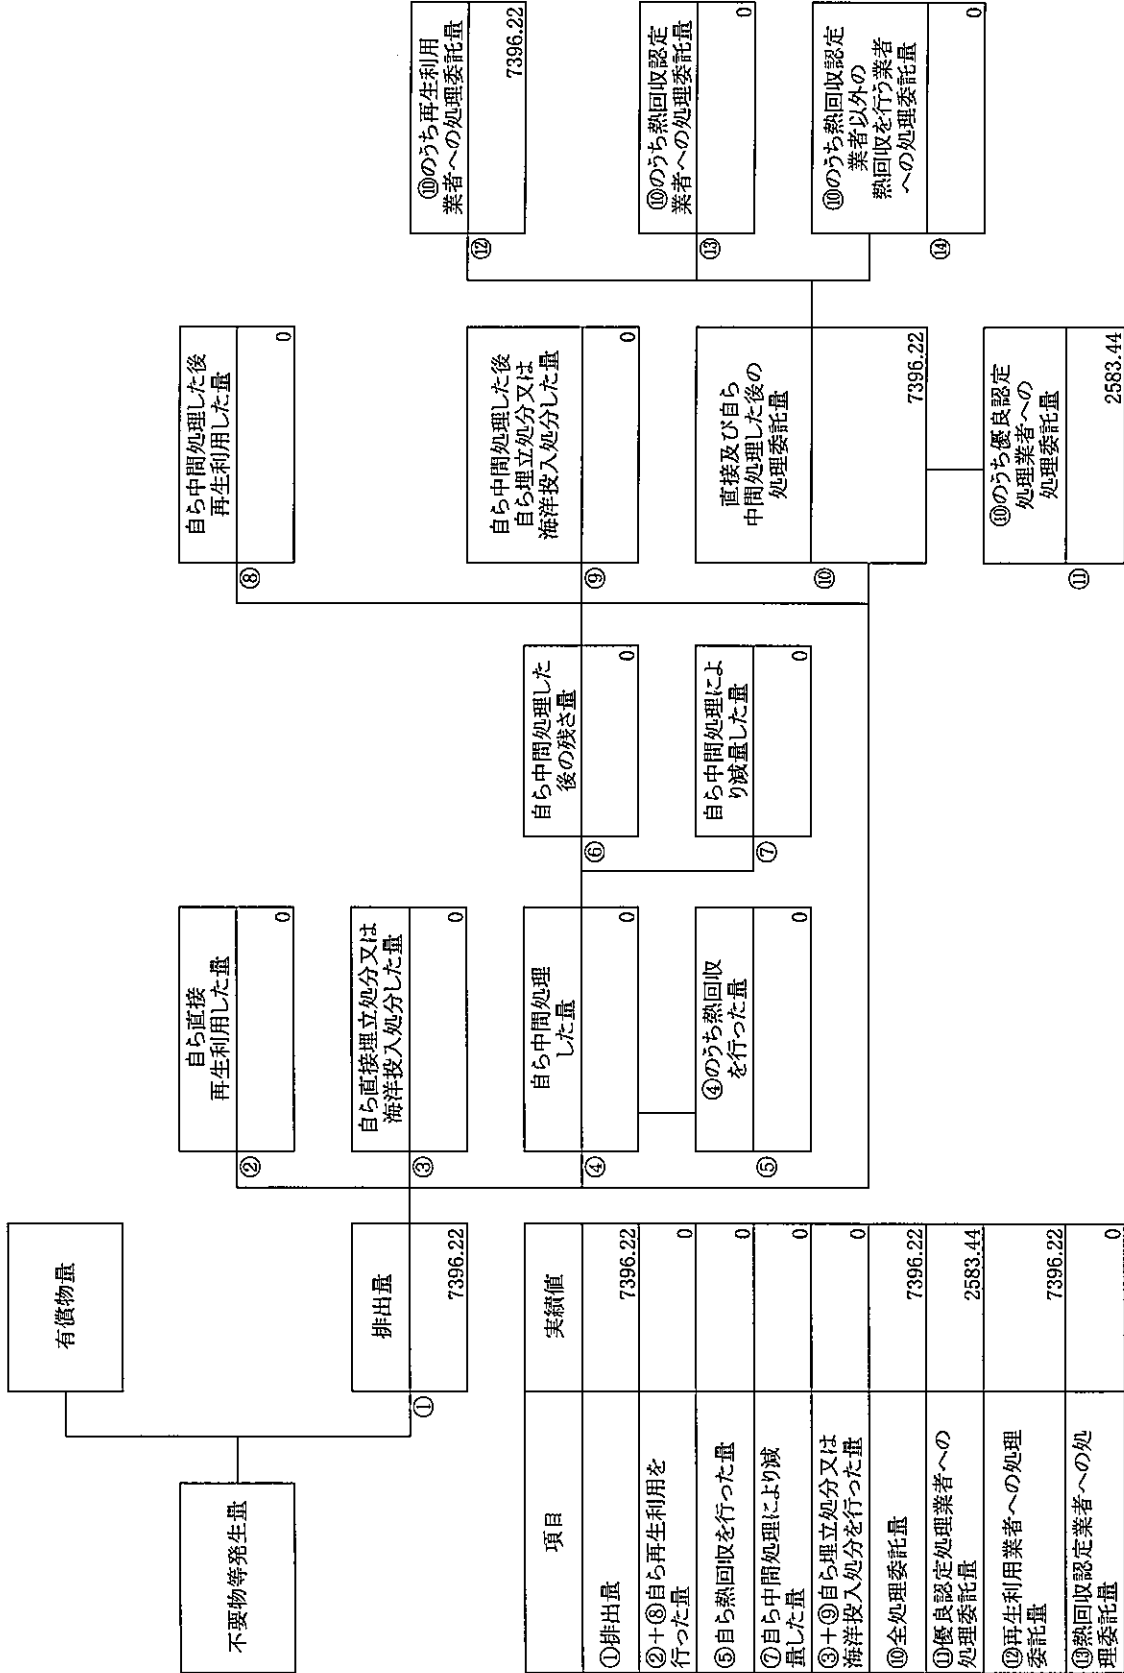 不要物等発生量
有償物量
①
排出量
7396.22
②
自ら直接
再生利用した量
0
③
自ら直接埋立処分又は
海洋投入処分した量
0
④
自ら中間処理
した量
0
⑤
④のうち熱回収
を行った量
0
⑥
自ら中間処理した
後の残さ量
0
⑦
自ら中間処理によ
り減量した量
0
⑧
自ら中間処理した後
再生利用した量
0
⑨
自ら中間処理した後
自ら埋立処分又は
海洋投入処分した量
0
⑩
直接及び自ら
中間処理した後の
処理委託量
7396.22
⑪
⑩のうち優良認定
処理業者への
処理委託量
2583.44
⑫
⑩のうち再生利用
業者への処理委託量
7396.22
⑬
⑩のうち熱回収認定
業者への処理委託量
0
⑭
⑩のうち熱回収認定
業者以外の
熱回収を行う業者
への処理委託量
0
項目 実績値
①排出量 7396.22
②+⑧自ら再生利用を
行った量 0
⑤自ら熱回収を行った量 0
⑦自ら中間処理により減
量した量 0
③+⑨自ら埋立処分又は
海洋投入処分を行った量 0
⑩全処理委託量 7396.22
⑪優良認定処理業者への
処理委託量 2583.44
⑫再生利用業者への処理
委託量 7396.22
⑬熱回収認定業者への処
理委託量 0